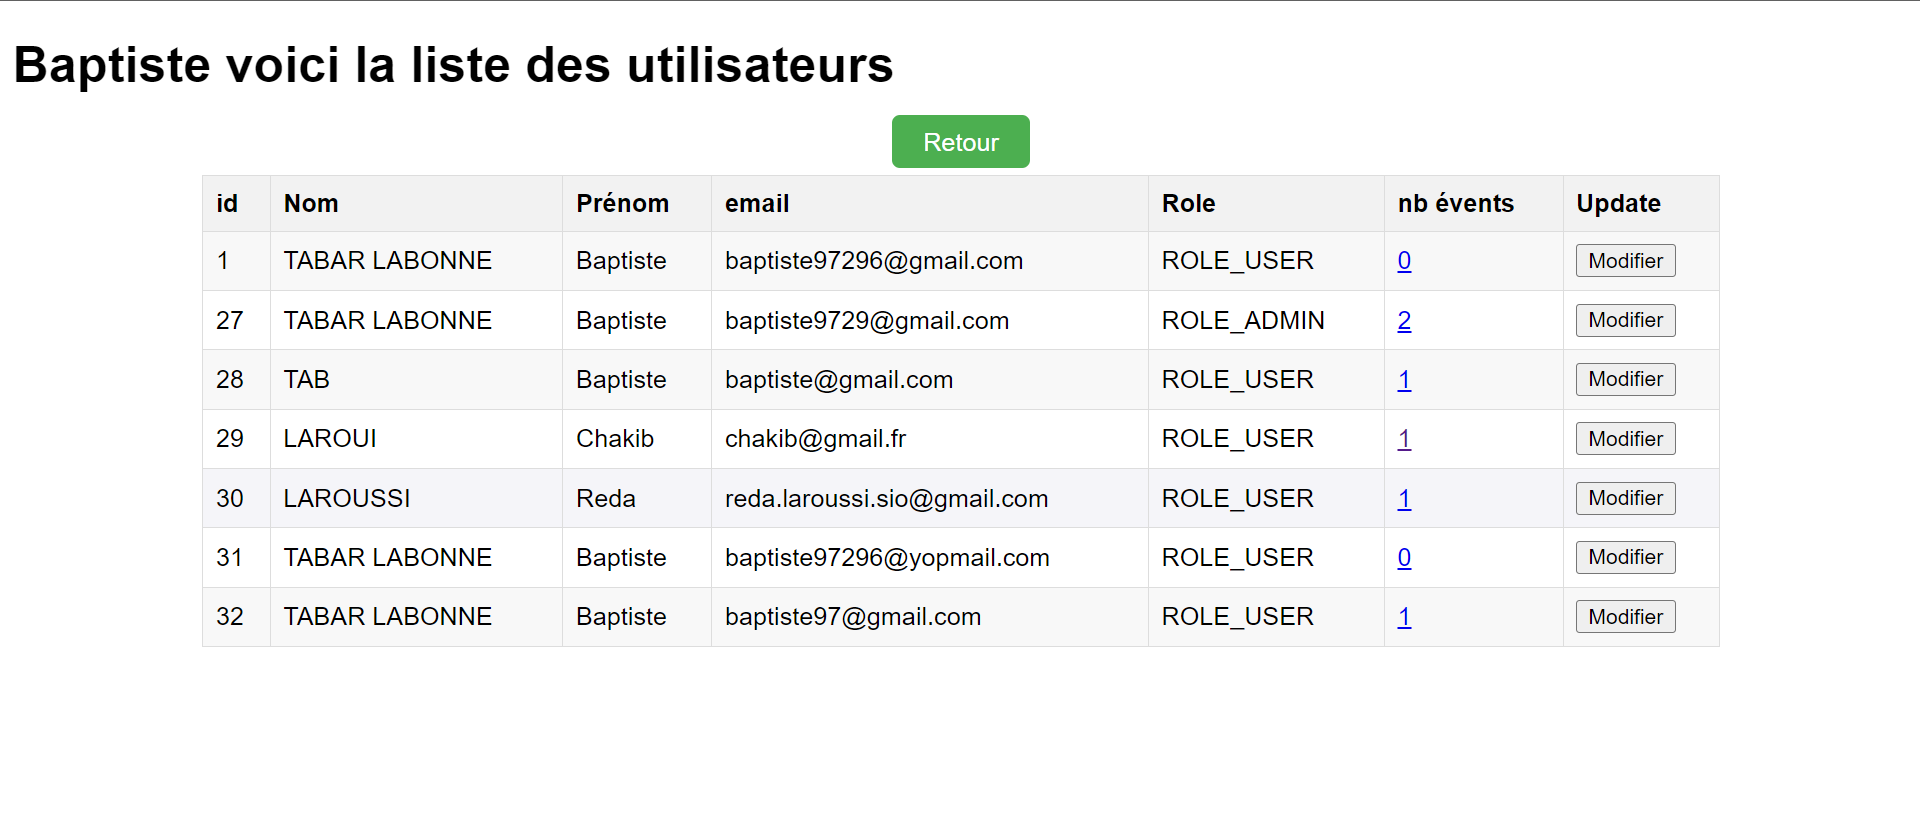 Baptiste voici la liste des utilisateurs
Retour
id Nom Prénom email Role nb évents Update
1 TABAR LABONNE Baptiste baptiste97296@gmail.com ROLE_USER 0 Modifier
27 TABAR LABONNE Baptiste baptiste9729@gmail.com ROLE_ADMIN 2 Modifier
28 TAB Baptiste baptiste@gmail.com ROLE_USER 1 Modifier
29 LAROUI Chakib chakib@gmail.fr ROLE_USER 1 Modifier
30 LAROUSSI Reda reda.laroussi.sio@gmail.com ROLE_USER 1 Modifier
31 TABAR LABONNE Baptiste baptiste97296@yopmail.com ROLE_USER 0 Modifier
32 TABAR LABONNE Baptiste baptiste97@gmail.com ROLE_USER 1 Modifier